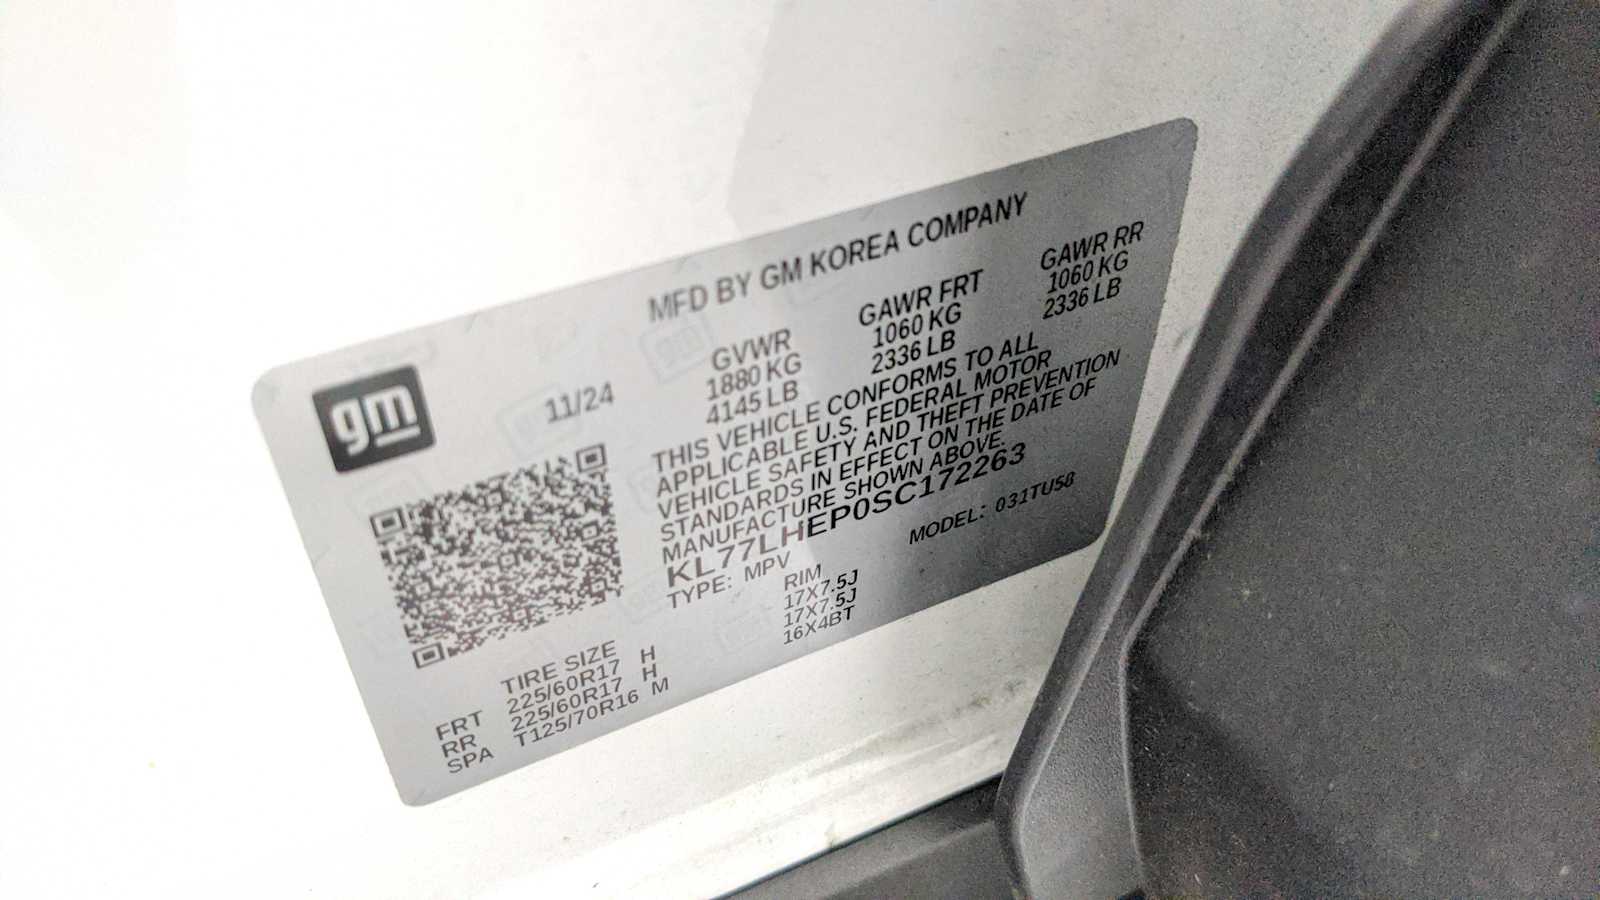 MFD BY GM KOREA COMPANY
gm
11/24
GVWR GAWR FRT GAWR RR
1880 KG 1060 KG 1060 KG
4145 LB 2336 LB 2336 LB
THIS VEHICLE CONFORMS TO ALL
APPLICABLE U.S. FEDERAL MOTOR
VEHICLE SAFETY AND THEFT PREVENTION
STANDARDS IN EFFECT ON THE DATE OF
MANUFACTURE SHOWN ABOVE.
KL77LHEP0SC172263
TYPE: MPV MODEL: 031TU58
TIRE SIZE RIM
FRT 225/60R17 H 17X7.5J
RR 225/60R17 H 17X7.5J
SPA T125/70R16 M 16X4BT